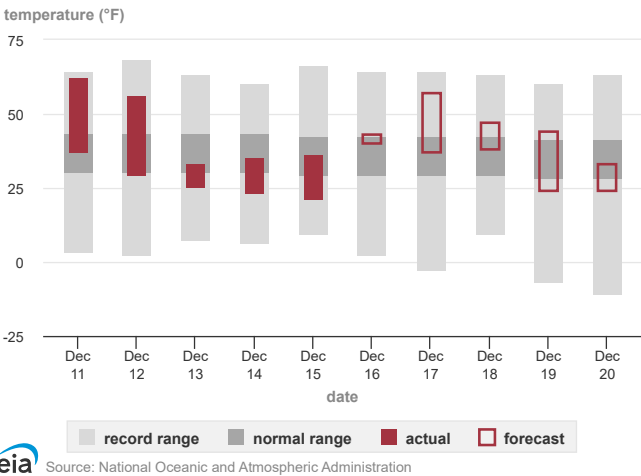 temperature (°F)
75
50
25
0
-25
Dec Dec Dec Dec Dec Dec Dec Dec Dec Dec
11 12 13 14 15 16 17 18 19 20
date
record range normal range actual forecast
eia Source: National Oceanic and Atmospheric Administration